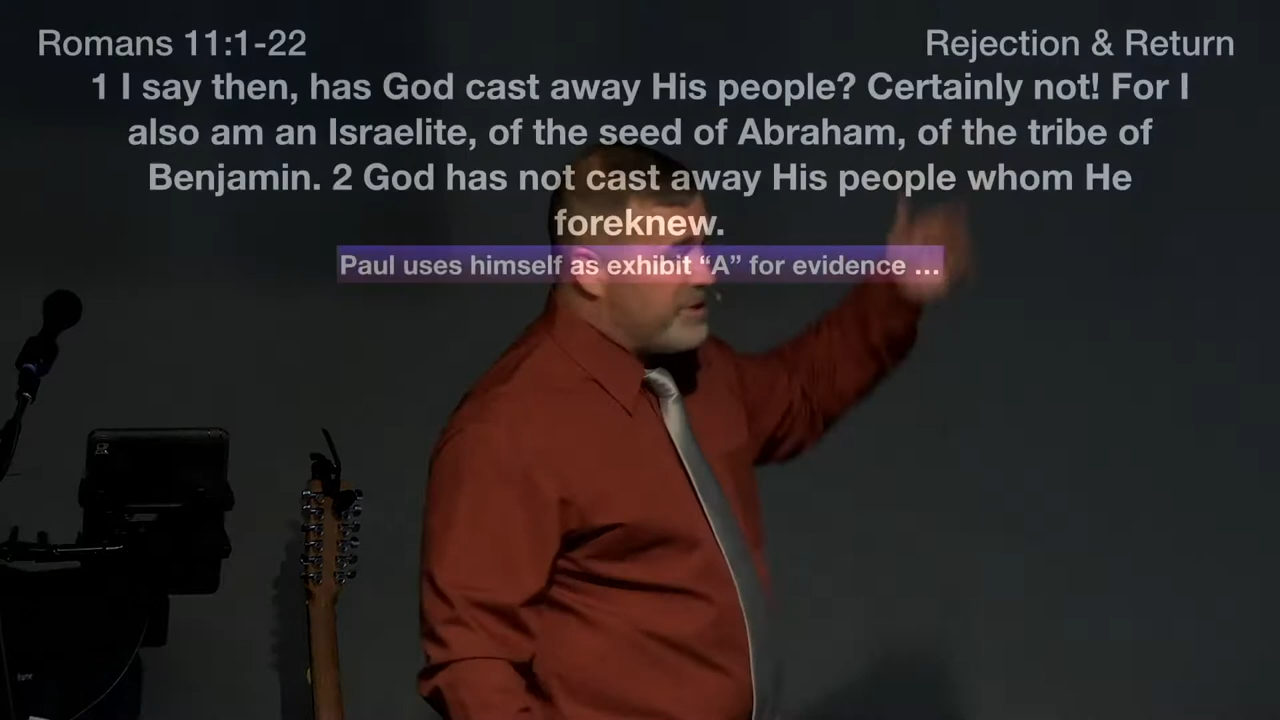 Romans 11:1-22
Rejection & Return
1 I say then, has God cast away His people? Certainly not! For I
also am an Israelite, of the seed of Abraham, of the tribe of
Benjamin. 2 God has not cast away His people whom He
foreknew.
Paul uses himself as exhibit “A” for evidence ...
tune